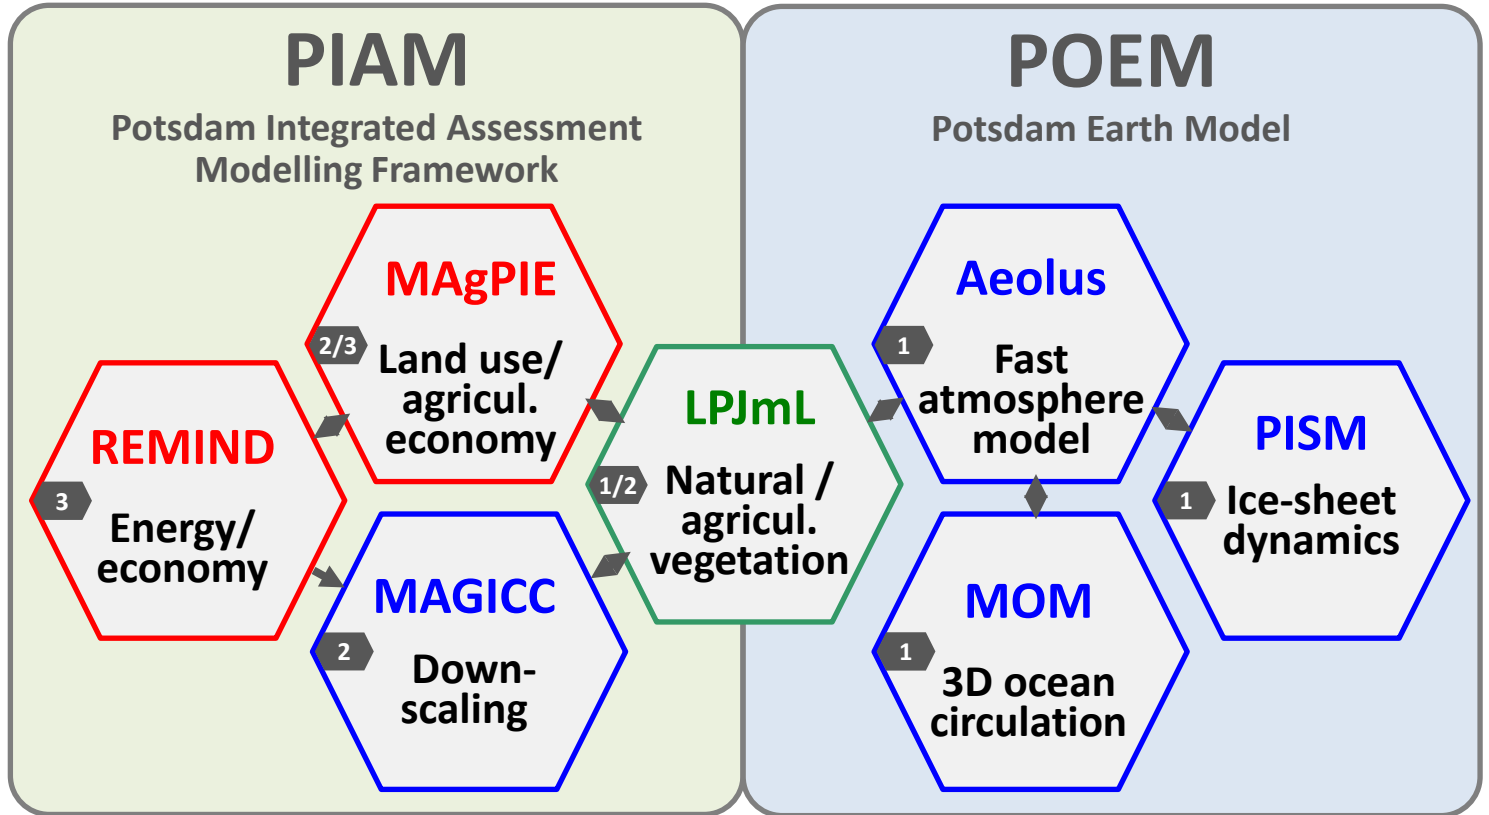 PIAM
Potsdam Integrated Assessment
Modelling Framework
POEM
Potsdam Earth Model
MAgPIE
2/3
Land use/
agricul.
economy
REMIND
3
Energy/
economy
MAGICC
2
Down-
scaling
LPJmL
1/2
Natural /
agricul.
vegetation
Aeolus
1
Fast
atmosphere
model
PISM
1
Ice-sheet
dynamics
MOM
1
3D ocean
circulation